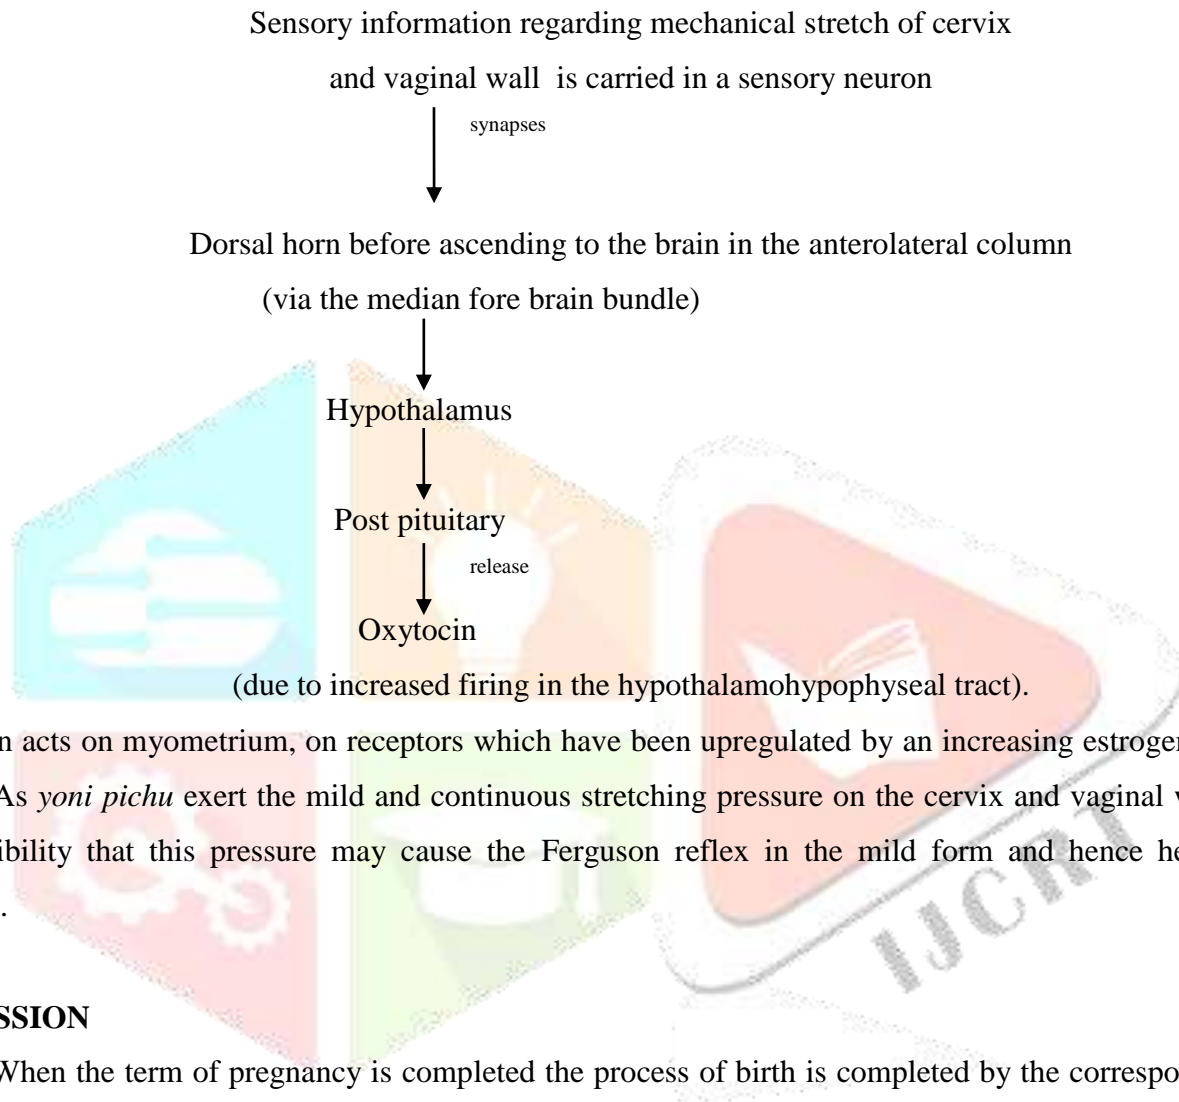 Sensory information regarding mechanical stretch of cervix
and vaginal wall is carried in a sensory neuron
synapses
Dorsal horn before ascending to the brain in the anterolateral column
(via the median fore brain bundle)
Hypothalamus
Post pituitary
release
Oxytocin
(due to increased firing in the hypothalamohypophyseal tract).
n acts on myometrium, on receptors which have been upregulated by an increasing
As yoni pichu exert the mild and continuous stretching pressure on the cervix and vaginal
ibility that this pressure may cause the Ferguson reflex in the mild form and hence
.
SSION
When the term of pregnancy is completed the process of birth is completed by the
IJCRT